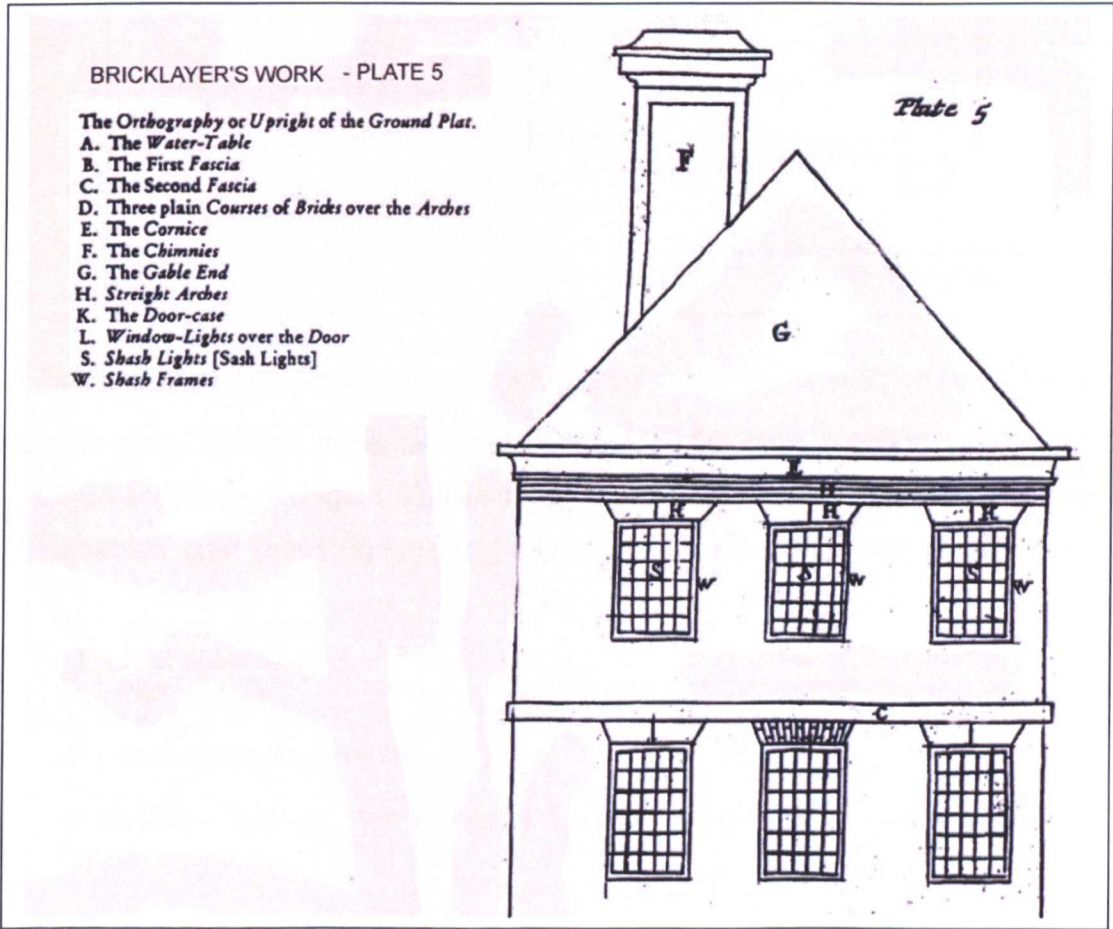 BRICKLAYER'S WORK - PLATE 5
Plate 5
The Orthography or Upright of the Ground Plat.
A. The Water-Table
B. The First Fascia
C. The Second Fascia
D. Three plain Courses of Bricks over the Arches
E. The Cornice
F. The Chimnies
G. The Gable End
H. Streight Arches
K. The Door-case
L. Window-Lights over the Door
S. Shash Lights [Sash Lights]
W. Shash Frames
F
G
E
H H H
S W S W S W
C